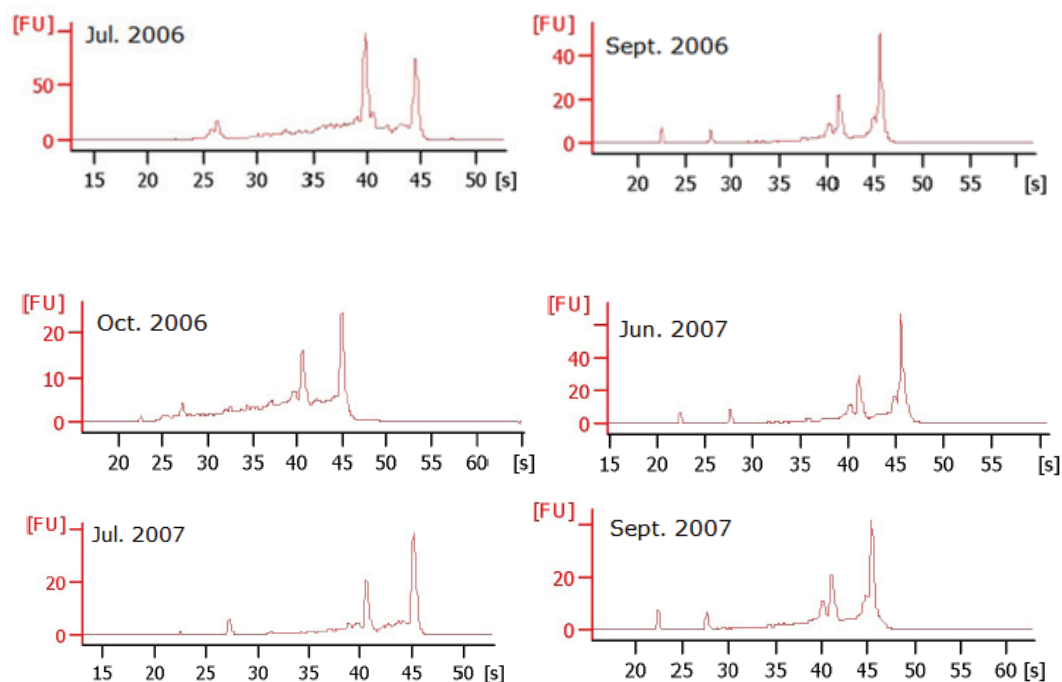 [FU]
Jul. 2006
50
0
15 20 25 30 35 40 45 50 [s]
[FU]
Sept. 2006
40
20
0
20 25 30 35 40 45 50 55 [s]
[FU]
Oct. 2006
20
10
0
20 25 30 35 40 45 50 55 60 [s]
[FU]
Jun. 2007
40
20
0
15 20 25 30 35 40 45 50 55 [s]
[FU]
Jul. 2007
20
0
15 20 25 30 35 40 45 50 [s]
[FU]
Sept. 2007
20
0
20 25 30 35 40 45 50 55 60 [s]